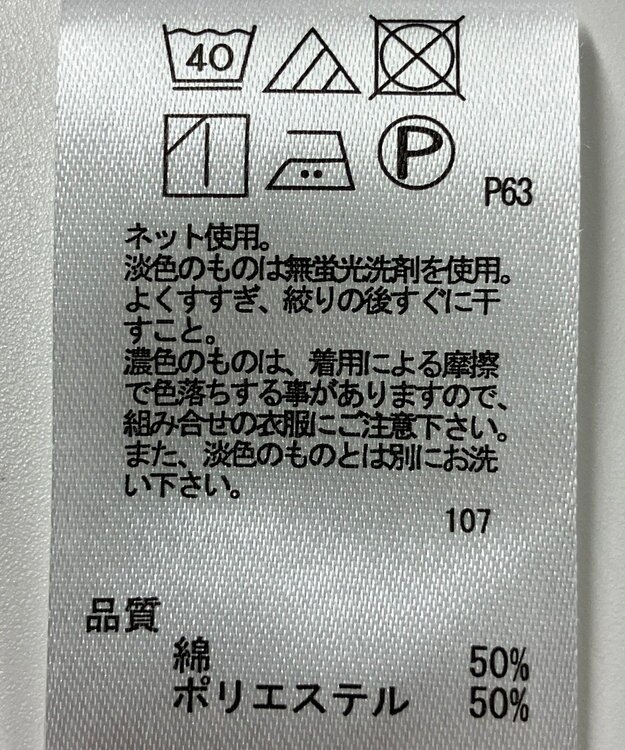 40
P
P63
ネット使用。
淡色のものは無蛍光洗剤を使用。
よくすすぎ、絞りの後すぐに干
すこと。
濃色のものは、着用による摩擦
で色落ちする事がありますので、
組み合せの衣服にご注意下さい。
また、淡色のものとは別にお洗
い下さい。
107
品質
綿 50%
ポリエステル 50%